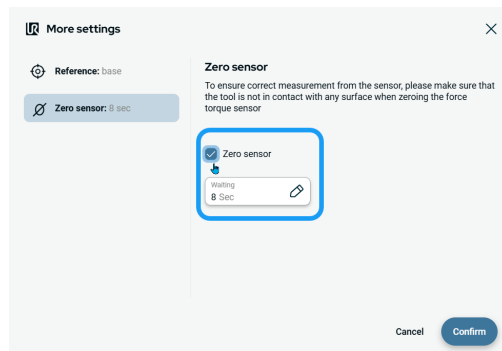 More settings
Reference: base
Zero sensor: 8 sec
Zero sensor
To ensure correct measurement from the sensor, please make sure that
the tool is not in contact with any surface when zeroing the force
torque sensor
Zero sensor
Waiting
8 Sec
Cancel
Confirm